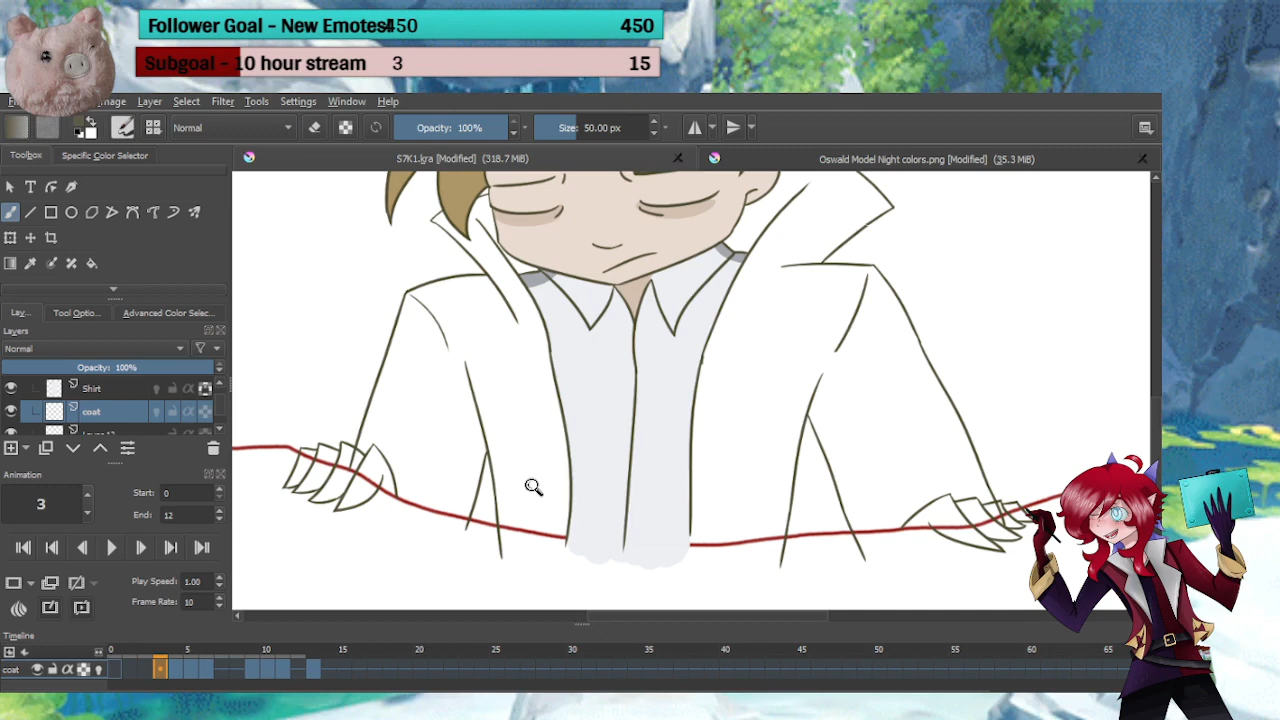 Follower Goal - New Emotes! 450 450
Subgoal - 10 hour stream 3 15
Image Layer Select Filter Tools Settings Window Help
Normal Opacity: 100% Size: 50.00 px
Toolbox Specific Color Selector
S7K1.kra [Modified] (318.7 MiB) Oswald Model Night colors.png [Modified] (35.3 MiB)
Lay... Tool Optio... Advanced Color Selec...
Layers
Normal
Opacity: 100%
Shirt
coat
Animation
3 Start: 0
End: 12
Play Speed: 1.00
Frame Rate: 10
Timeline
0 5 10 15 20 25 30 35 40 45 50 55 60 65
coat